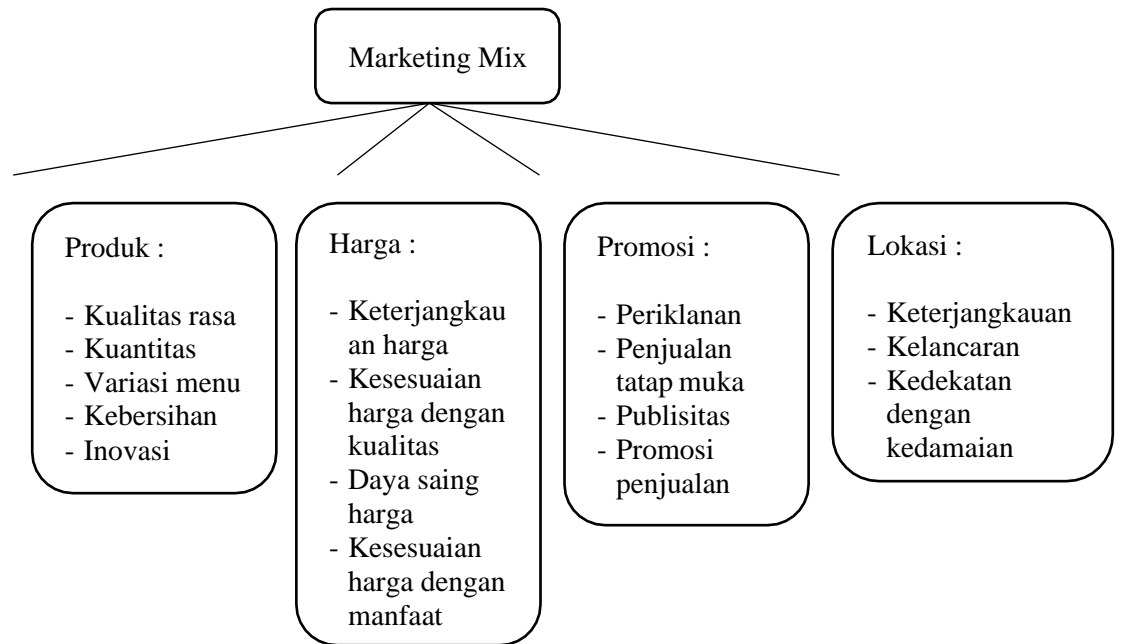 Marketing Mix
Produk :
- Kualitas rasa
- Kuantitas
- Variasi menu
- Kebersihan
- Inovasi
Harga :
- Keterjangkau
an harga
- Kesesuaian
harga dengan
kualitas
- Daya saing
harga
- Kesesuaian
harga dengan
manfaat
Promosi :
- Periklanan
- Penjualan
tatap muka
- Publisitas
- Promosi
penjualan
Lokasi :
- Keterjangkauan
- Kelancaran
- Kedekatan
dengan
kedamaian